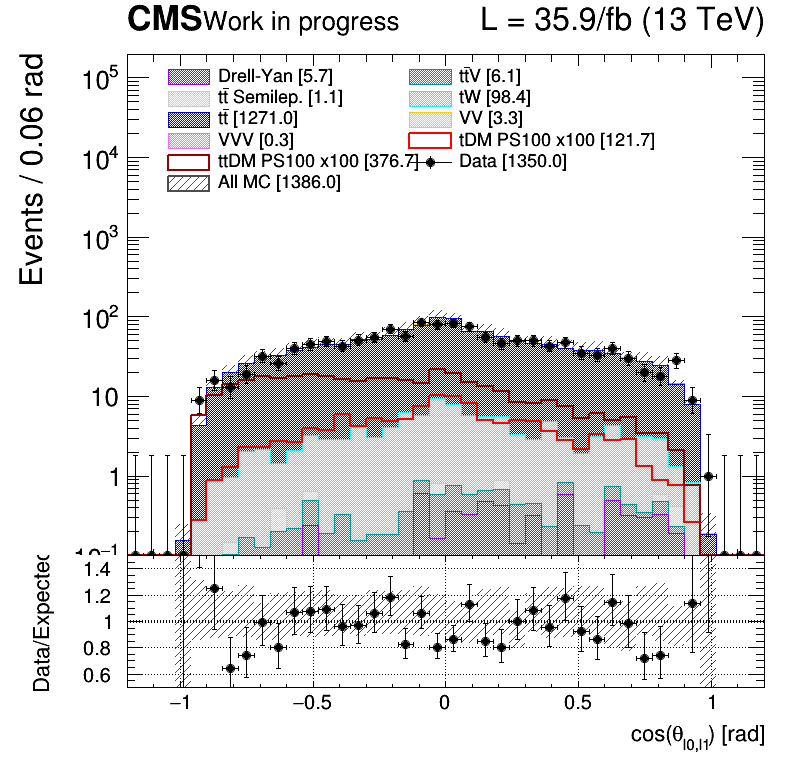 CMS Work in progress L = 35.9/fb (13 TeV)
Events / 0.06 rad
10⁵
10⁴
10³
10²
10
1
10⁻¹
Drell-Yan [5.7]
tt̄V [6.1]
tt̄ Semilep. [1.1]
tW [98.4]
tt̄ [1271.0]
VV [3.3]
VVV [0.3]
tDM PS100 x100 [121.7]
ttDM PS100 x100 [376.7]
Data [1350.0]
All MC [1386.0]
Data/Expected
1.4
1.2
1
0.8
0.6
−1 −0.5 0 0.5 1
cos(θ_l0,l1) [rad]